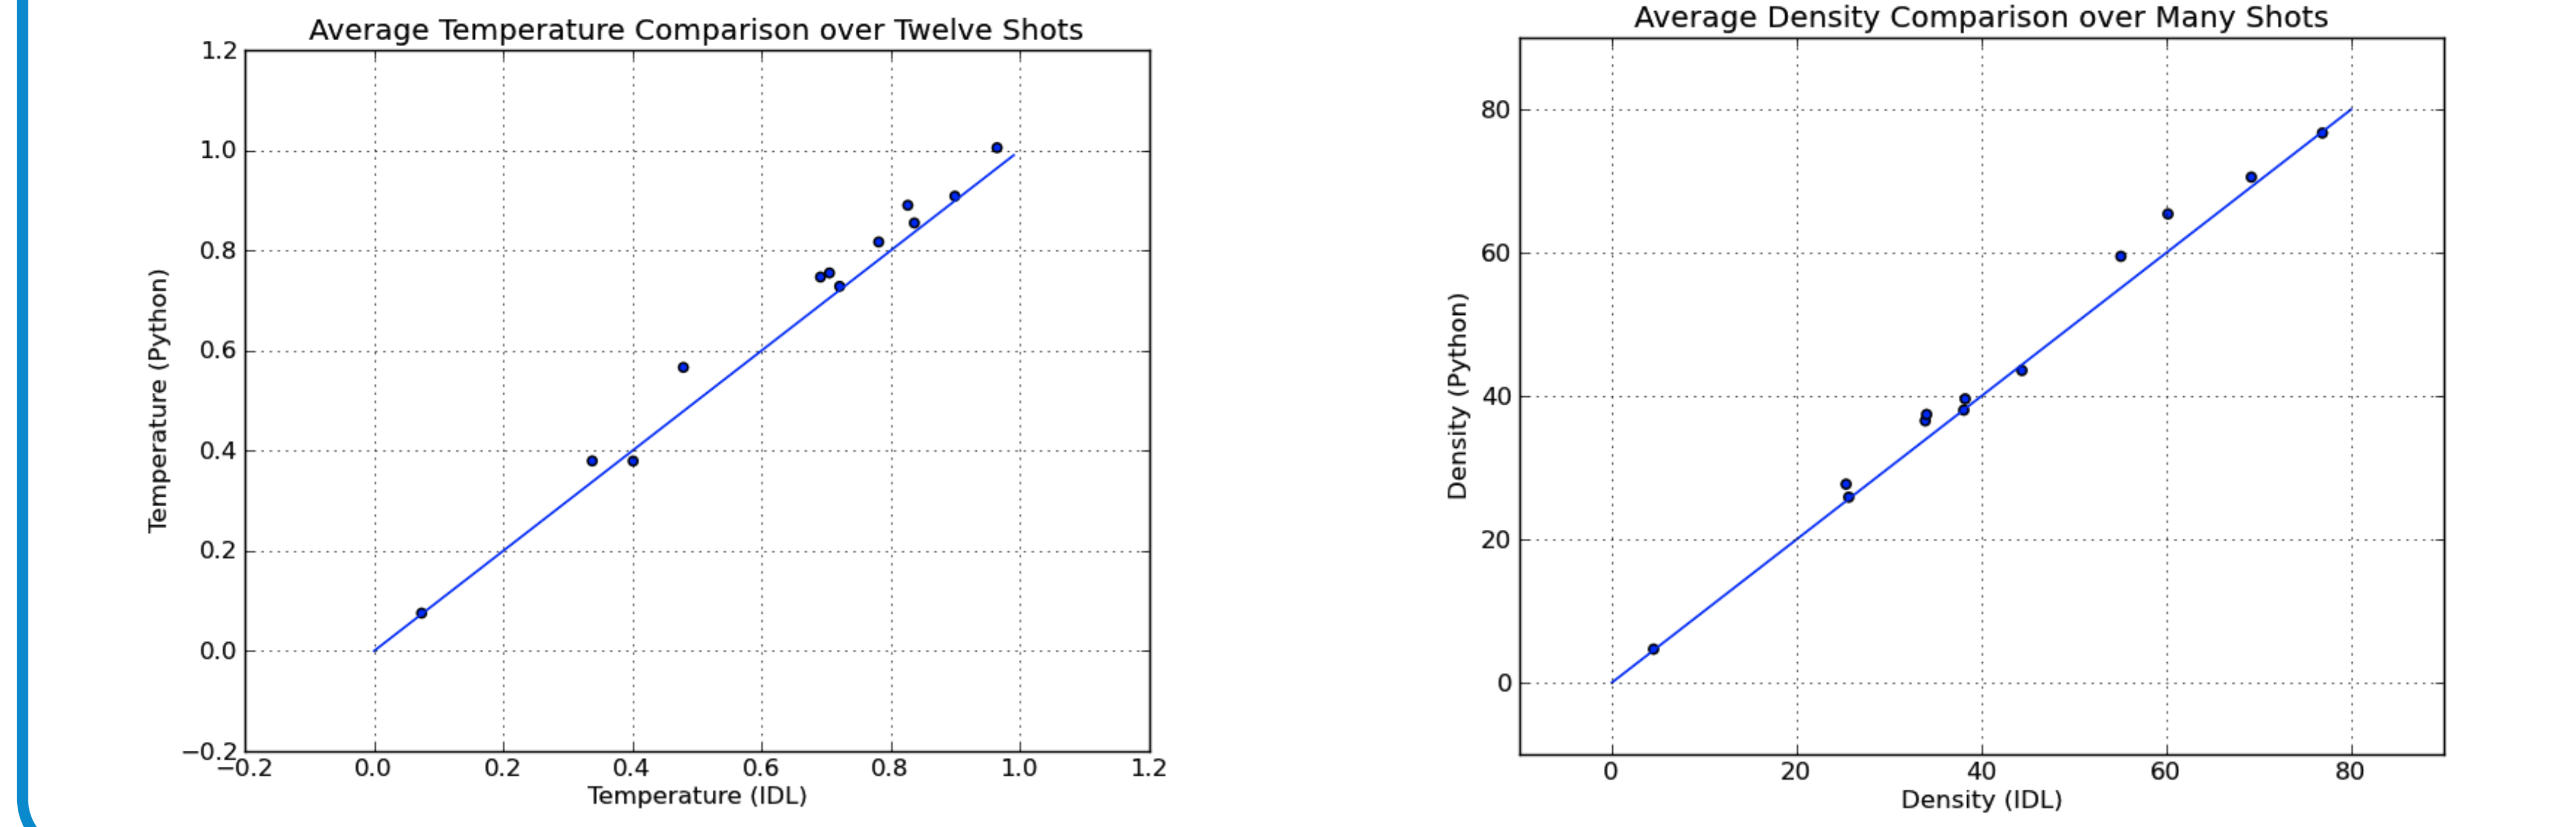 Average Temperature Comparison over Twelve Shots
1.2
1.0
0.8
0.6
0.4
0.2
0.0
−0.2
Temperature (Python)
−0.2 0.0 0.2 0.4 0.6 0.8 1.0 1.2
Temperature (IDL)
Average Density Comparison over Many Shots
80
60
40
20
0
Density (Python)
0 20 40 60 80
Density (IDL)